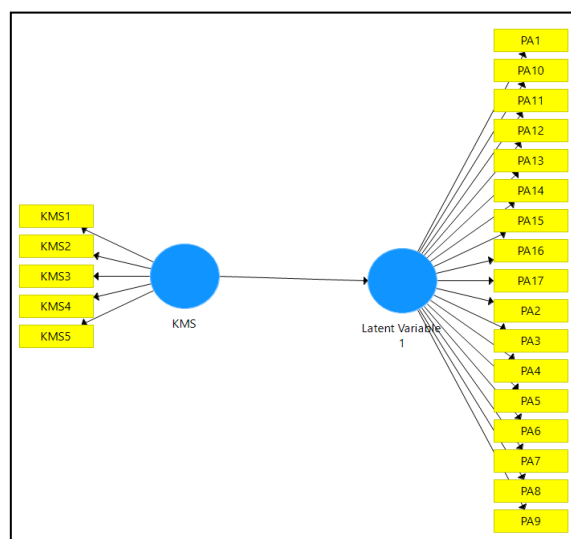 KMS1
KMS2
KMS3
KMS4
KMS5
KMS
Latent Variable
1
PA1
PA10
PA11
PA12
PA13
PA14
PA15
PA16
PA17
PA2
PA3
PA4
PA5
PA6
PA7
PA8
PA9